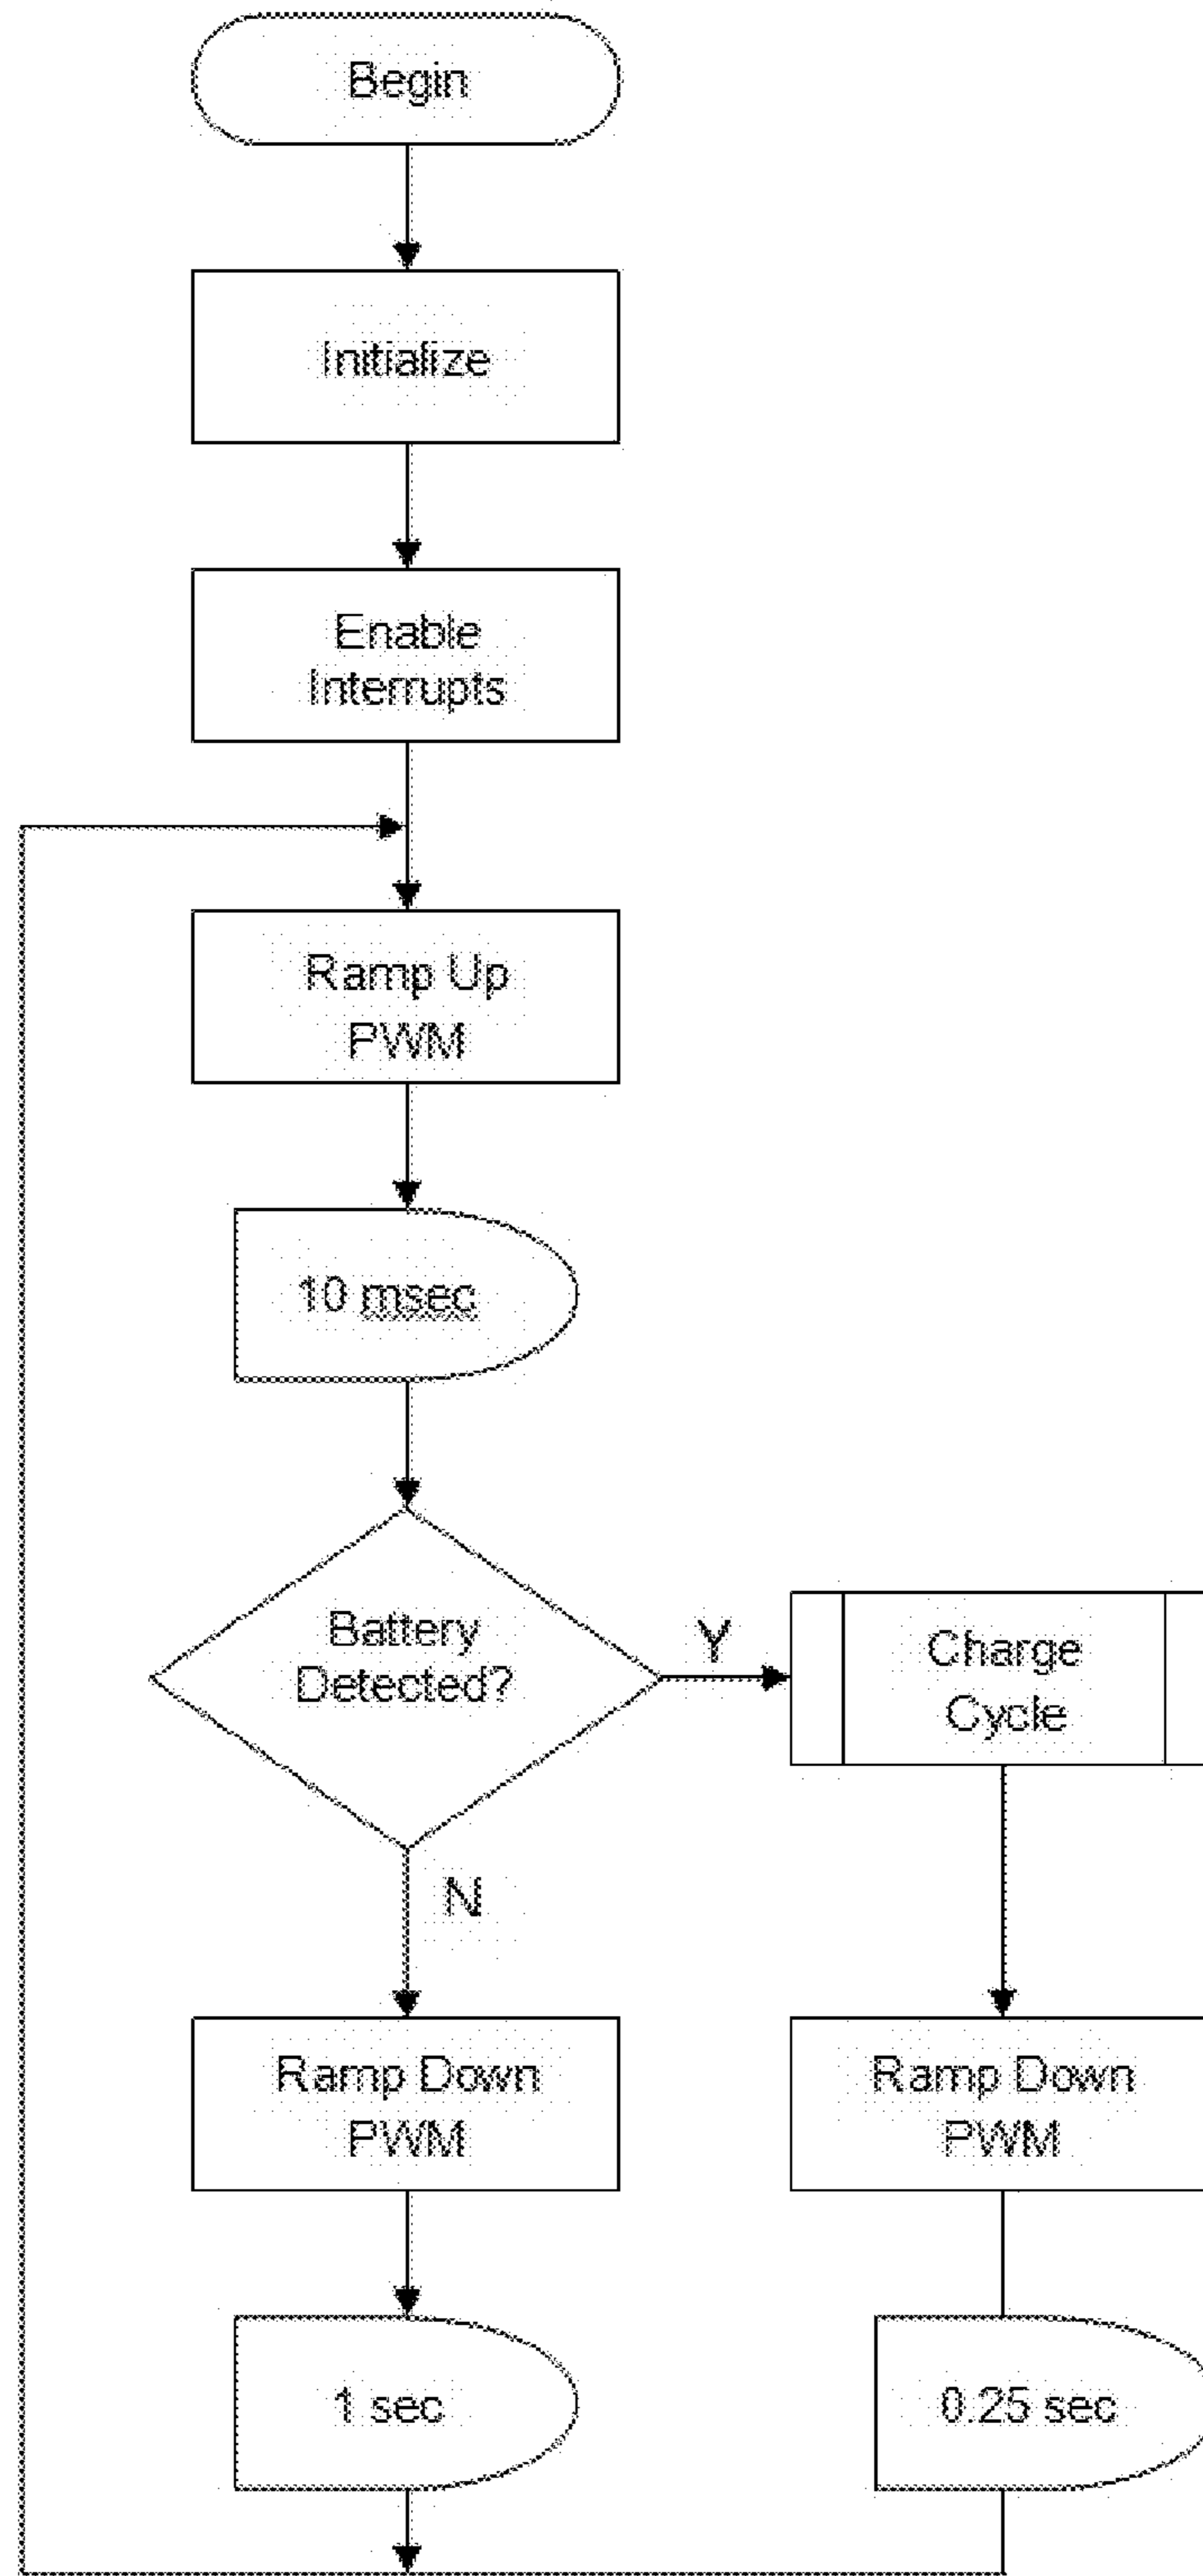 Begin
Initialize
Enable
Interrupts
Ramp Up
PWM
10 msec
Battery
Detected?
Y
Charge
Cycle
N
Ramp Down
PWM
Ramp Down
PWM
1 sec
0.25 sec